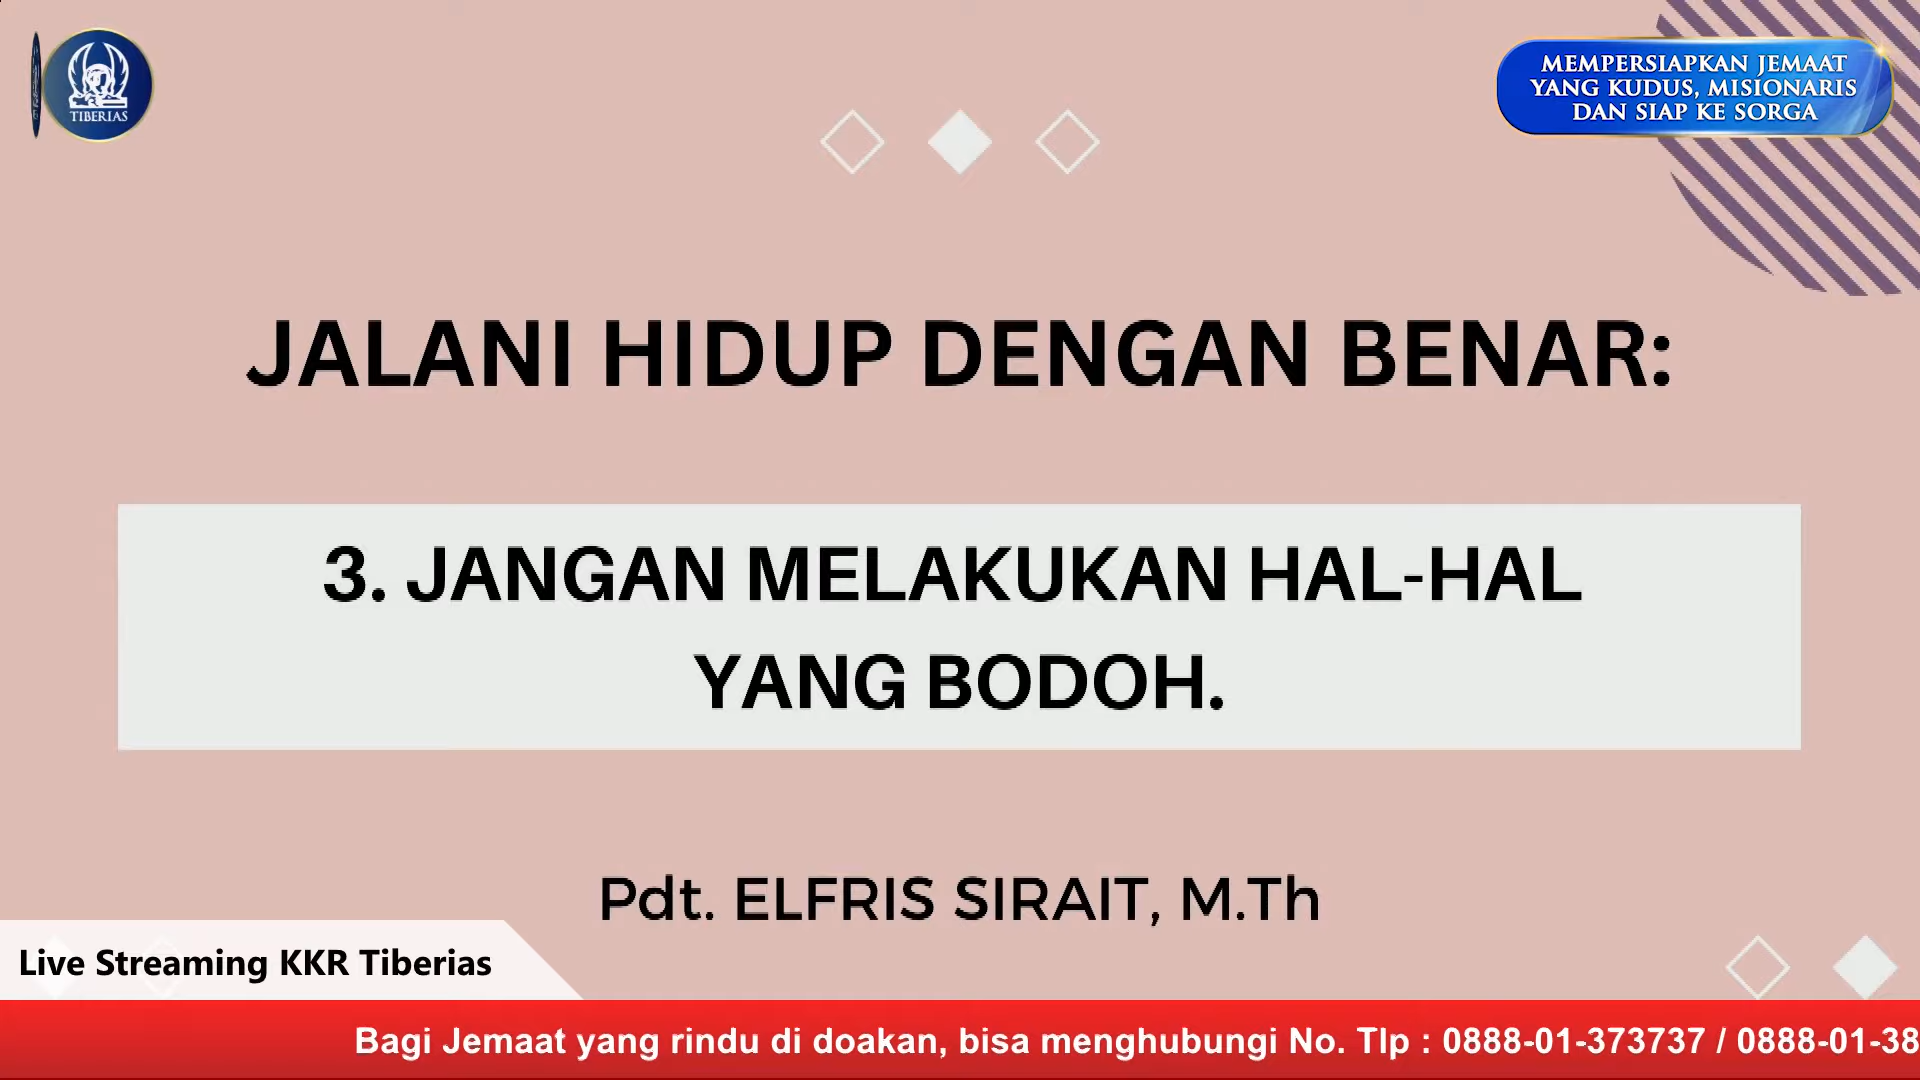 TIBERIAS
MEMPERSIAPKAN JEMAAT
YANG KUDUS, MISIONARIS
DAN SIAP KE SORGA
JALANI HIDUP DENGAN BENAR:
3. JANGAN MELAKUKAN HAL-HAL
YANG BODOH.
Pdt. ELFRIS SIRAIT, M.Th
Live Streaming KKR Tiberias
Bagi Jemaat yang rindu di doakan, bisa menghubungi No. Tlp : 0888-01-373737 / 0888-01-38